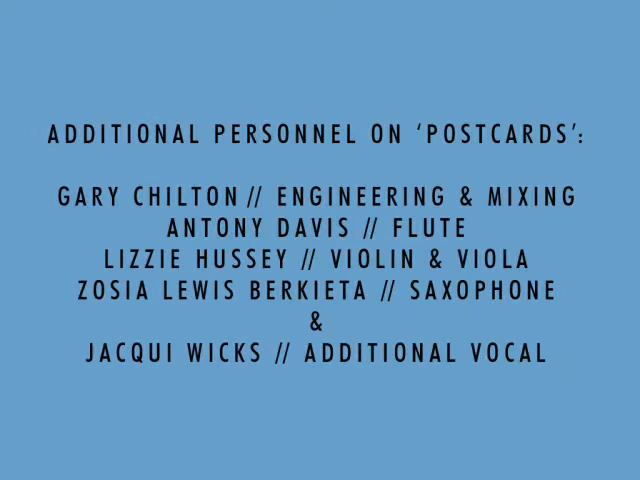 ADDITIONAL PERSONNEL ON ‘POSTCARDS’:
GARY CHILTON // ENGINEERING & MIXING
ANTONY DAVIS // FLUTE
LIZZIE HUSSEY // VIOLIN & VIOLA
ZOSIA LEWIS BERKIETA // SAXOPHONE
&
JACQUI WICKS // ADDITIONAL VOCAL